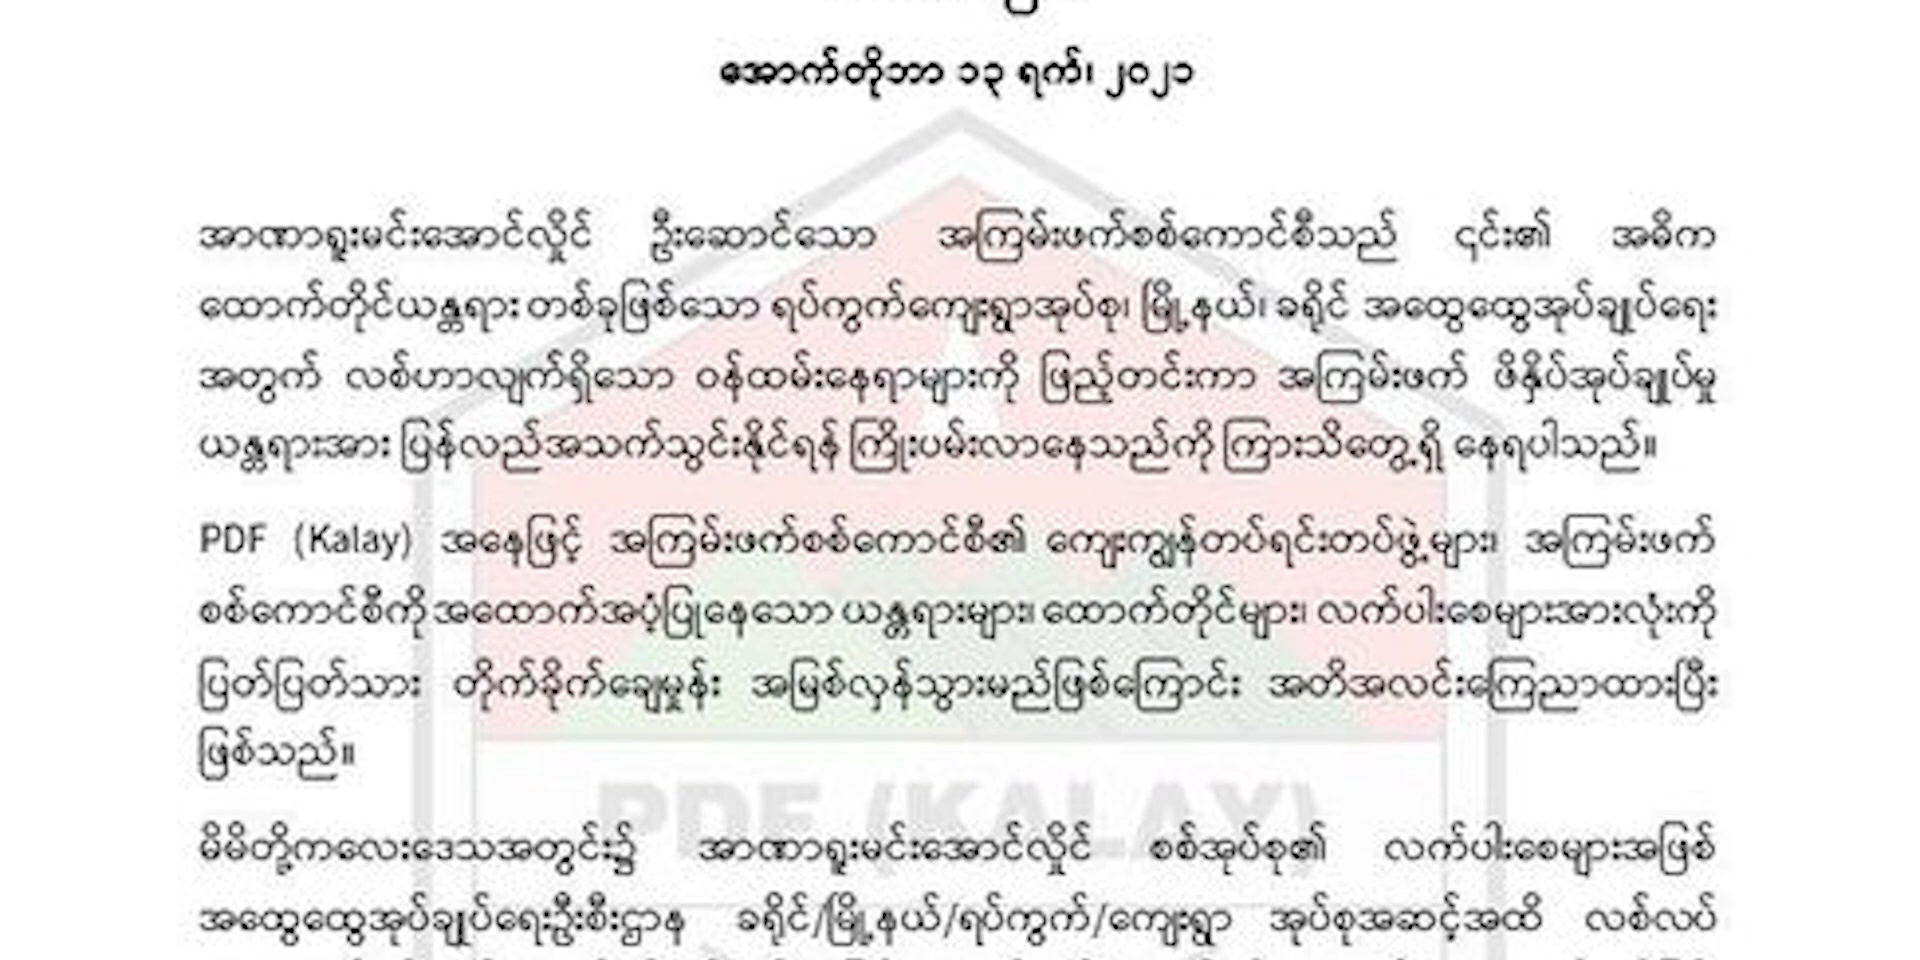 အောက်တိုဘာ ၁၃ ရက်၊ ၂၀၂၁
အာဏာရူးမင်းအောင်လှိုင် ဦးဆောင်သော အကြမ်းဖက်စစ်ကောင်စီသည် ၎င်း၏ အဓိက
ထောက်တိုင်ယန္တရား တစ်ခုဖြစ်သော ရပ်ကွက်ကျေးရွာအုပ်စု၊ မြို့နယ်၊ ခရိုင် အထွေထွေအုပ်ချုပ်ရေး
အတွက် လစ်ဟာလျက်ရှိသော ဝန်ထမ်းနေရာများကို ဖြည့်တင်းကာ အကြမ်းဖက် ဖိနှိပ်အုပ်ချုပ်မှု
ယန္တရားအား ပြန်လည်အသက်သွင်းနိုင်ရန် ကြိုးပမ်းလာနေသည်ကို ကြားသိတွေ့ရှိ နေရပါသည်။
PDF (Kalay) အနေဖြင့် အကြမ်းဖက်စစ်ကောင်စီ၏ ကျေးကျွန်တပ်ရင်းတပ်ဖွဲ့များ၊ အကြမ်းဖက်
စစ်ကောင်စီကို အထောက်အပံ့ပြုနေသော ယန္တရားများ၊ ထောက်တိုင်များ၊ လက်ပါးစေများအားလုံးကို
ပြတ်ပြတ်သား တိုက်ခိုက်ချေမှုန်း အမြစ်လှန်သွားမည်ဖြစ်ကြောင်း အတိအလင်းကြေညာထားပြီး
ဖြစ်သည်။
PDF (KALAY)
မိမိတို့ကလေးဒေသအတွင်း၌ အာဏာရူးမင်းအောင်လှိုင် စစ်အုပ်စု၏ လက်ပါးစေများအဖြစ်
အထွေထွေအုပ်ချုပ်ရေးဦးစီးဌာန ခရိုင်/မြို့နယ်/ရပ်ကွက်/ကျေးရွာ အုပ်စုအဆင့်အထိ လစ်လပ်